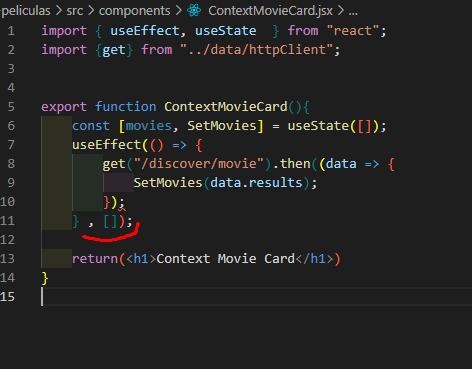 peliculas > src > components > ContextMovieCard.jsx > ...
1 import { useEffect, useState  } from "react";
2 import {get} from "../data/httpClient";
3
4
5 export function ContextMovieCard(){
6     const [movies, SetMovies] = useState([]);
7     useEffect(() => {
8         get("/discover/movie").then((data => {
9             SetMovies(data.results);
10         });
11     } , []);
12
13     return(<h1>Context Movie Card</h1>)
14 }
15